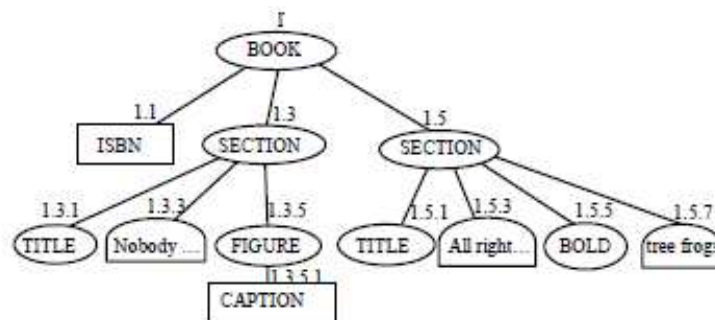 1
BOOK
1.1 1.3 1.5
ISBN SECTION SECTION
1.3.1 1.3.3 1.3.5 1.5.1 1.5.3 1.5.5 1.5.7
TITLE Nobody .... FIGURE TITLE All right... BOLD tree frogs
1.3.5.1
CAPTION